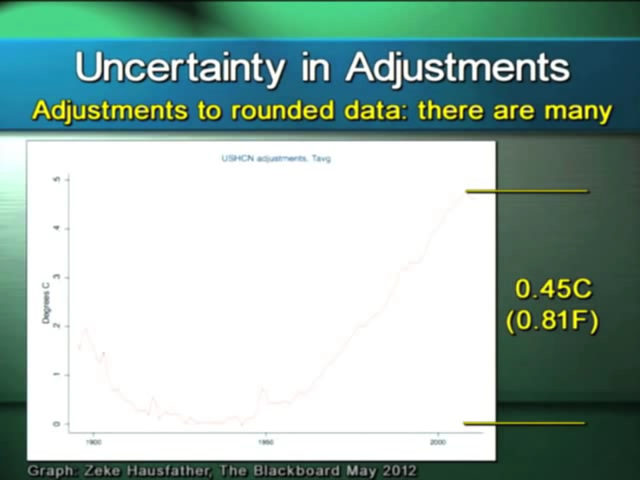 Uncertainty in Adjustments
Adjustments to rounded data: there are many
USHCN adjustments, Tavg
Degrees C
.5
.4
.3
.2
.1
0
1900
1950
2000
0.45C
(0.81F)
Graph: Zeke Hausfather, The Blackboard May 2012